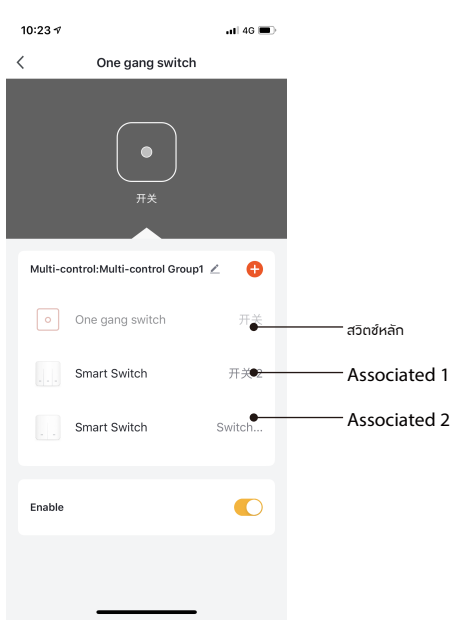 10:23
4G
One gang switch
开关
Multi-control:Multi-control Group1
One gang switch 开关
สวิตช์หลัก
Smart Switch 开关 2
Associated 1
Smart Switch Switch...
Associated 2
Enable